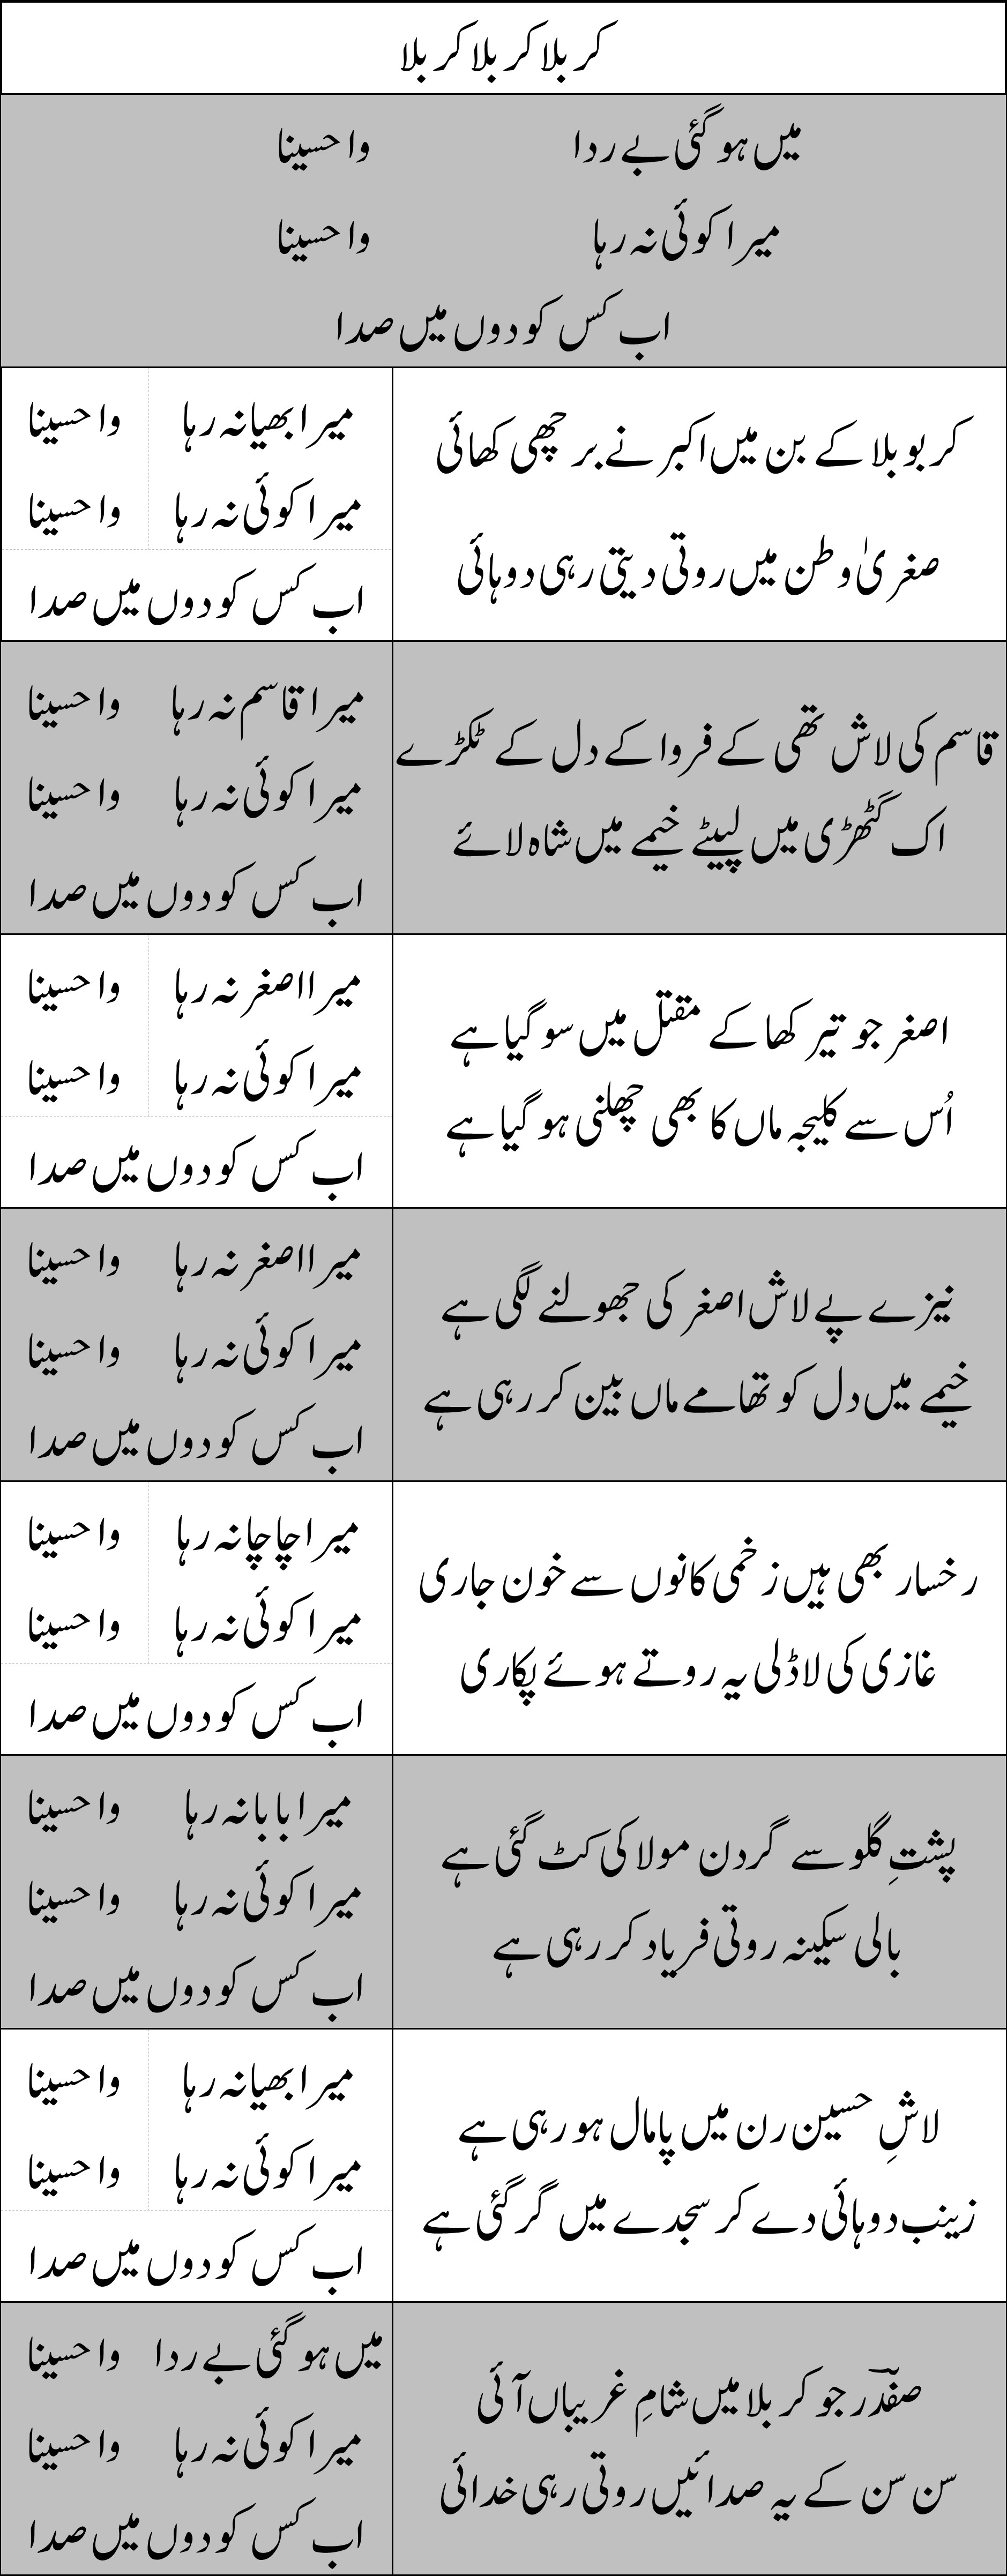 کربلا کربلا کربلا
میں ہو گئی بے ردا واحسینا
میرا کوئی نہ رہا واحسینا
اب کس کو دوں میں صدا
کربوبلا کے بن میں اکبر نے برچھی کھائی
صغریٰ وطن میں روتی دیتی رہی دوہائی
میرا بھیا نہ رہا واحسینا
میرا کوئی نہ رہا واحسینا
اب کس کو دوں میں صدا
قاسم کی لاش تھی کے فروا کے دل کے ٹکڑے
اک گٹھڑی میں لپیٹے خیمے میں شاہ لائے
میرا قاسم نہ رہا واحسینا
میرا کوئی نہ رہا واحسینا
اب کس کو دوں میں صدا
اصغر جو تیر کھا کے مقتل میں سو گیا ہے
اُس سے کلیجہ ماں کا بھی چھلنی ہو گیا ہے
میرا اصغر نہ رہا واحسینا
میرا کوئی نہ رہا واحسینا
اب کس کو دوں میں صدا
نیزے پے لاش اصغر کی جھولنے لگی ہے
خیمے میں دل کو تھامے ماں بین کر رہی ہے
میرا اصغر نہ رہا واحسینا
میرا کوئی نہ رہا واحسینا
اب کس کو دوں میں صدا
رخسار بھی ہیں زخمی کانوں سے خون جاری
غازی کی لاڈلی یہ روتے ہوئے پکاری
میرا چاچا نہ رہا واحسینا
میرا کوئی نہ رہا واحسینا
اب کس کو دوں میں صدا
پشتِ گلو سے گردن مولا کی کٹ گئی ہے
بالی سکینہ روتی فریاد کر رہی ہے
میرا بابا نہ رہا واحسینا
میرا کوئی نہ رہا واحسینا
اب کس کو دوں میں صدا
لاشِ حسین رن میں پامال ہو رہی ہے
زینب دوہائی دے کر سجدے میں گر گئی ہے
میرا بھیا نہ رہا واحسینا
میرا کوئی نہ رہا واحسینا
اب کس کو دوں میں صدا
صفدؔر جو کربلا میں شامِ غریباں آئی
سن سن کے یہ صدائیں روتی رہی خدائی
میں ہو گئی بے ردا واحسینا
میرا کوئی نہ رہا واحسینا
اب کس کو دوں میں صدا